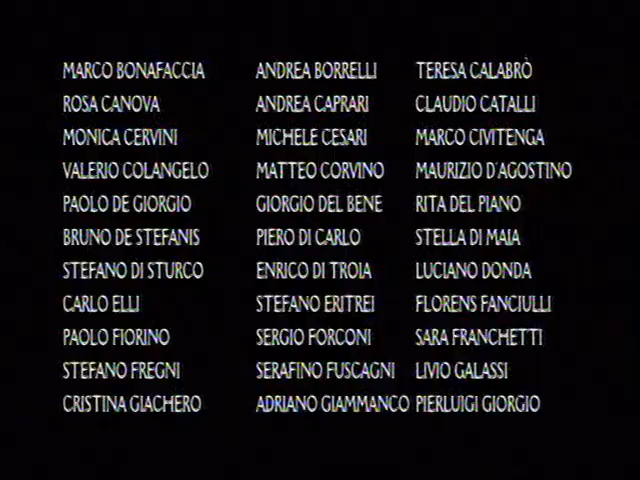 MARCO BONAFACCIA ANDREA BORRELLI TERESA CALABRÒ
ROSA CANOVA ANDREA CAPRARI CLAUDIO CATALLI
MONICA CERVINI MICHELE CESARI MARCO CIVITENGA
VALERIO COLANGELO MATTEO CORVINO MAURIZIO D'AGOSTINO
PAOLO DE GIORGIO GIORGIO DEL BENE RITA DEL PIANO
BRUNO DE STEFANIS PIERO DI CARLO STELLA DI MAIA
STEFANO DI STURCO ENRICO DI TROIA LUCIANO DONDA
CARLO ELLI STEFANO ERITREI FLORENS FANCIULLI
PAOLO FIORINO SERGIO FORCONI SARA FRANCHETTI
STEFANO FREGNI SERAFINO FUSCAGNI LIVIO GALASSI
CRISTINA GIACHERO ADRIANO GIAMMANCO PIERLUIGI GIORGIO